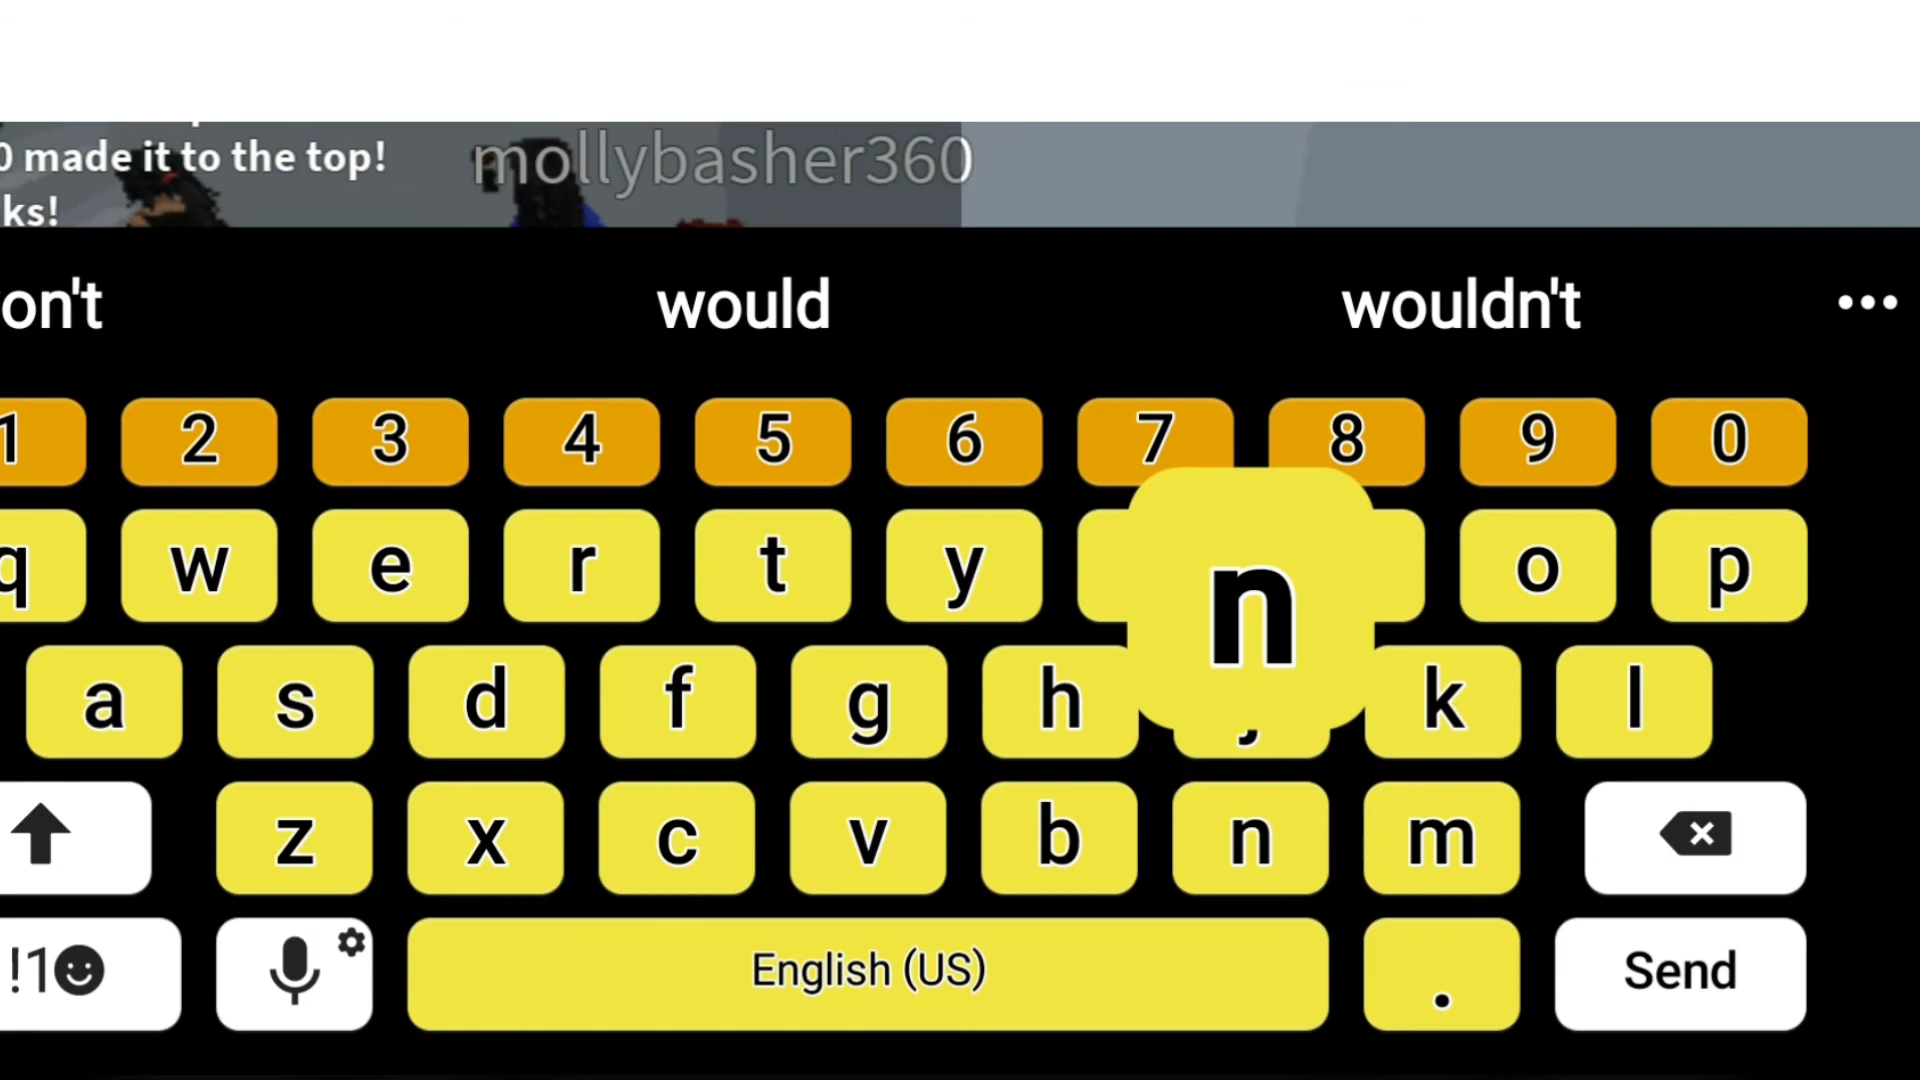 0 made it to the top!
mollybasher360
ks!
on't would wouldn't
1 2 3 4 5 6 7 8 9 0
q w e r t y o p
n
a s d f g h j k l
z x c v b n m
!1 English (US) . Send